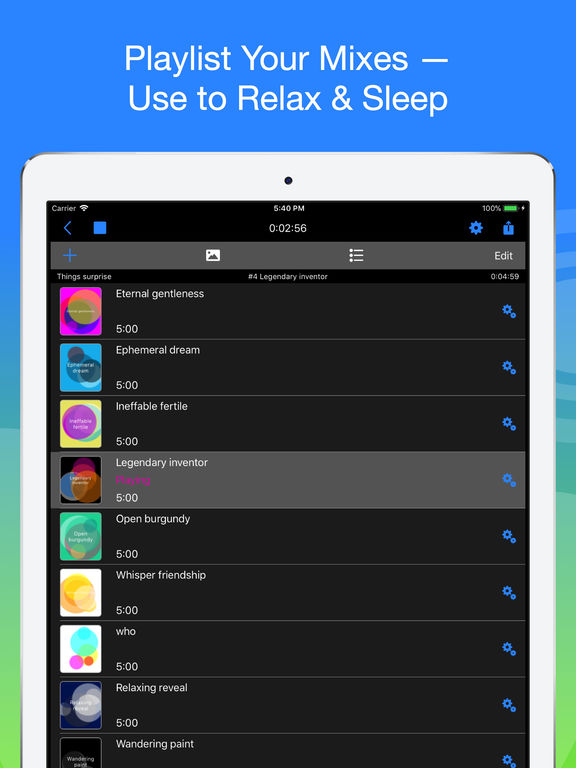 Playlist Your Mixes —
Use to Relax & Sleep
Carrier 5:40 PM 100%
0:02:56
Edit
Things surprise #4 Legendary inventor 0:04:59
Eternal gentleness
Eternal gentleness
5:00
Ephemeral dream
Ephemeral
dream
5:00
Ineffable fertile
Ineffable
fertile
5:00
Legendary inventor
Legendary
inventor
Playing
5:00
Open burgundy
Open
burgundy
5:00
Whisper friendship
5:00
who
5:00
Relaxing reveal
Relaxing
reveal
5:00
Wandering paint
Wandering
paint